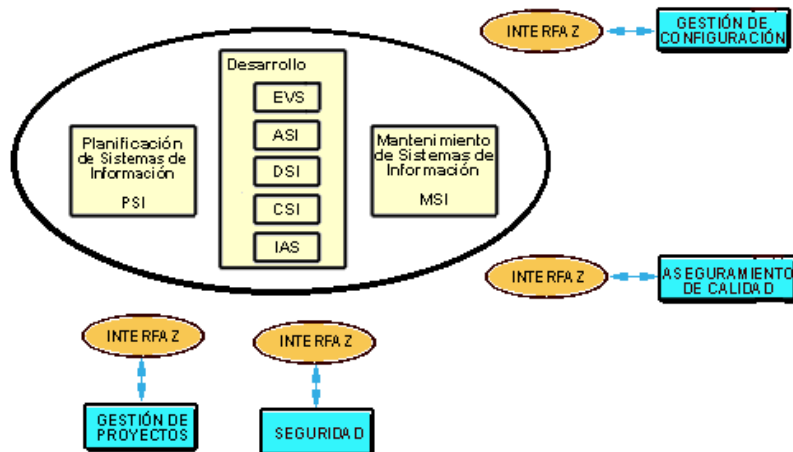 INTERFAZ
GESTIÓN DE
CONFIGURACIÓN
Desarrollo
EVS
ASI
DSI
CSI
IAS
Planificación
de Sistemas de
Información
PSI
Mantenimiento
de Sistemas de
Información
MSI
INTERFAZ
ASEGURAMIENTO
DE CALIDAD
INTERFAZ
INTERFAZ
GESTIÓN DE
PROYECTOS
SEGURIDAD